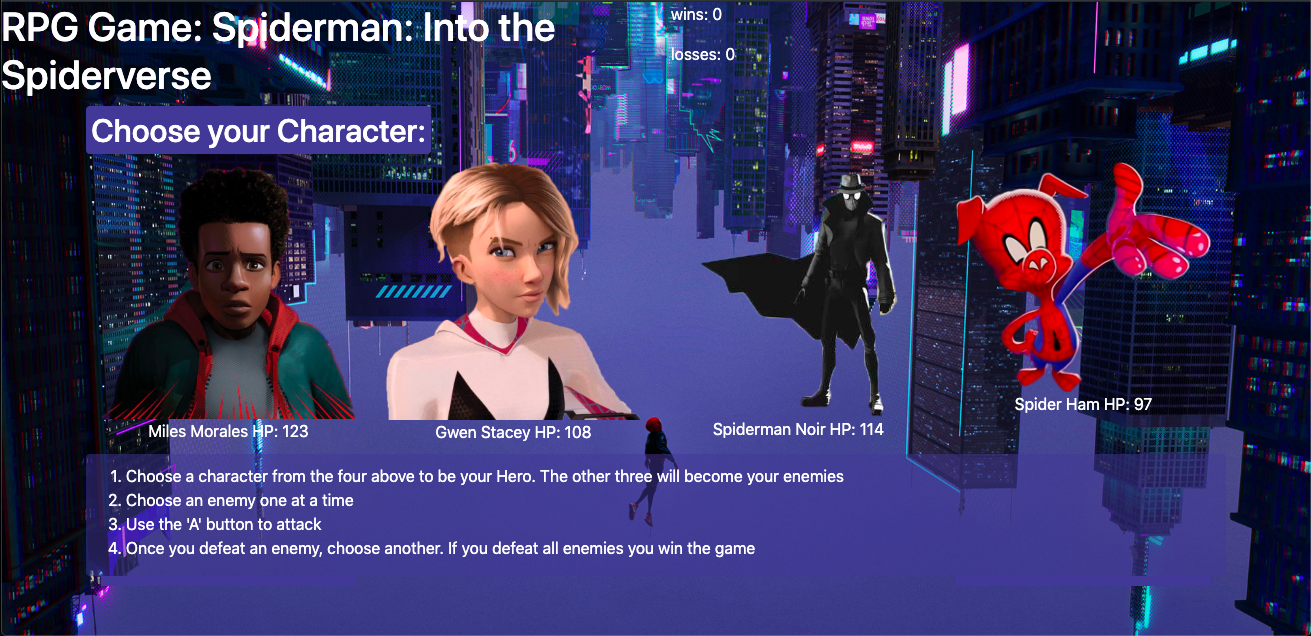 RPG Game: Spiderman: Into the
Spiderverse
wins: 0
losses: 0
Choose your Character:
Miles Morales HP: 123
Gwen Stacey HP: 108
Spiderman Noir HP: 114
Spider Ham HP: 97
1. Choose a character from the four above to be your Hero. The other three will become your enemies
2. Choose an enemy one at a time
3. Use the 'A' button to attack
4. Once you defeat an enemy, choose another. If you defeat all enemies you win the game